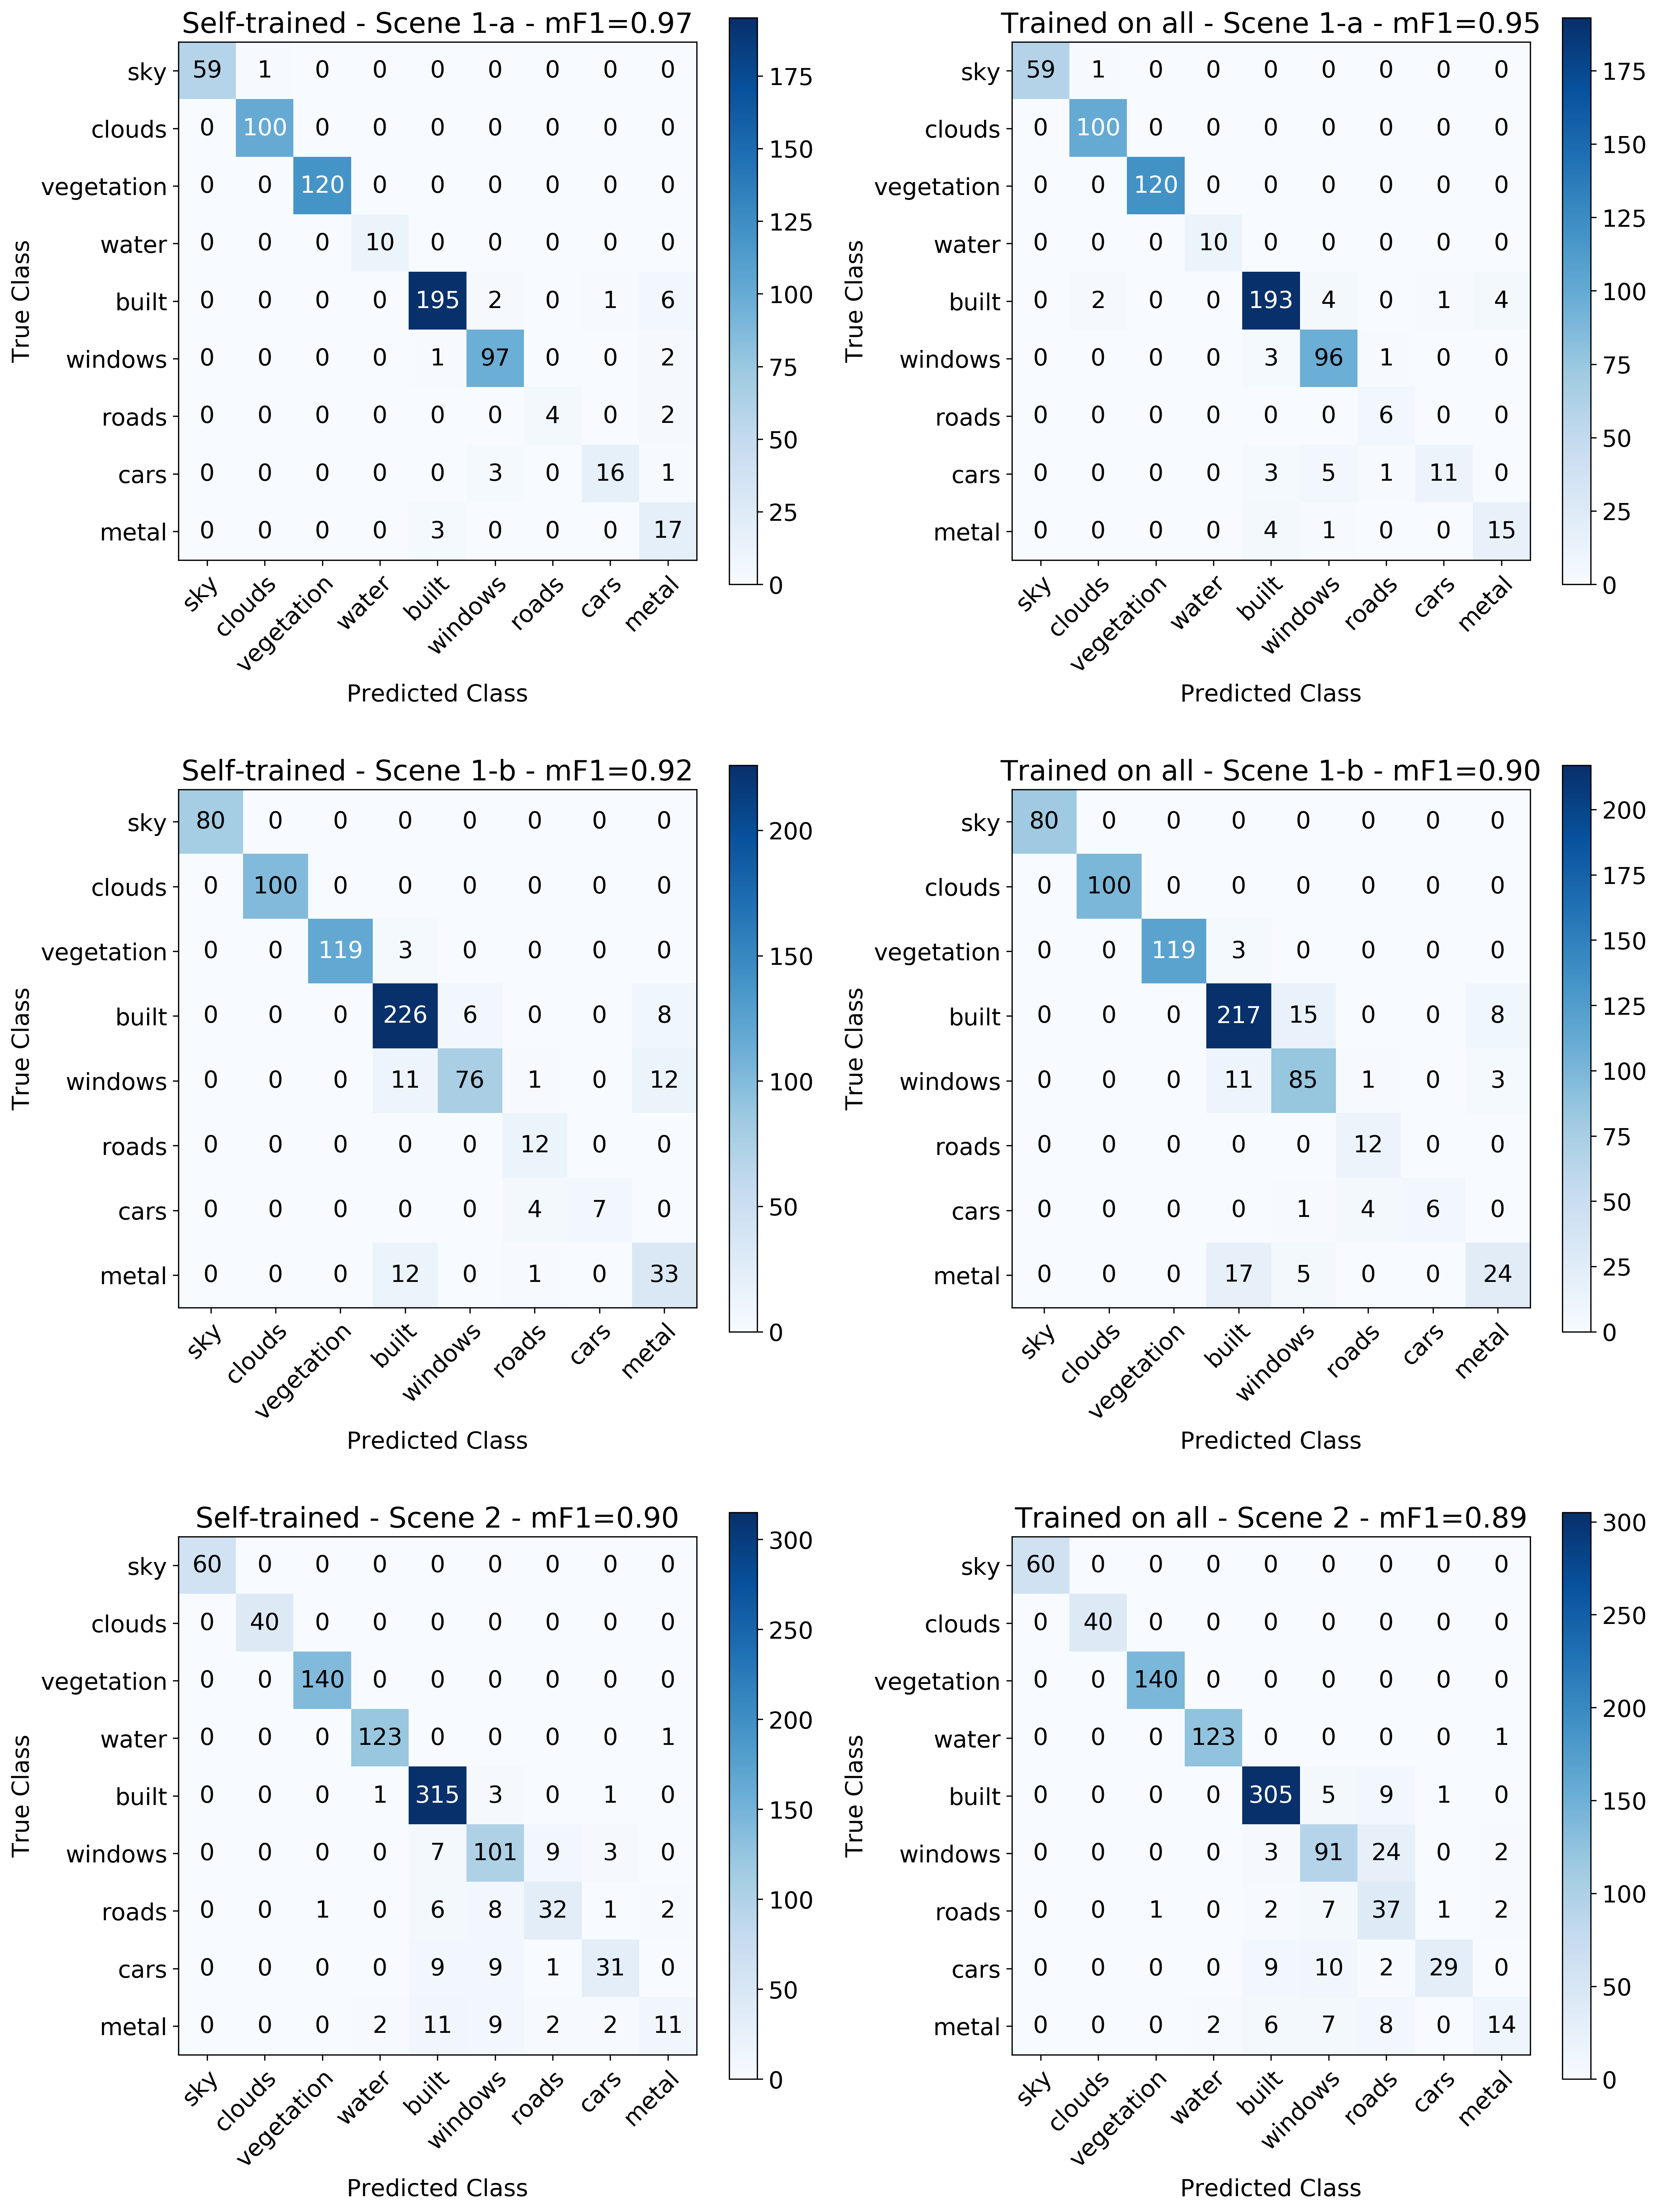 Self-trained - Scene 1-a - mF1=0.97
True Class
sky 59 1 0 0 0 0 0 0 0
clouds 0 100 0 0 0 0 0 0 0
vegetation 0 0 120 0 0 0 0 0 0
water 0 0 0 10 0 0 0 0 0
built 0 0 0 0 195 2 0 1 6
windows 0 0 0 0 1 97 0 0 2
roads 0 0 0 0 0 0 4 0 2
cars 0 0 0 0 0 3 0 16 1
metal 0 0 0 0 3 0 0 0 17
sky clouds vegetation water built windows roads cars metal
Predicted Class
175
150
125
100
75
50
25
0
Trained on all - Scene 1-a - mF1=0.95
True Class
sky 59 1 0 0 0 0 0 0 0
clouds 0 100 0 0 0 0 0 0 0
vegetation 0 0 120 0 0 0 0 0 0
water 0 0 0 10 0 0 0 0 0
built 0 2 0 0 193 4 0 1 4
windows 0 0 0 0 3 96 1 0 0
roads 0 0 0 0 0 0 6 0 0
cars 0 0 0 0 3 5 1 11 0
metal 0 0 0 0 4 1 0 0 15
sky clouds vegetation water built windows roads cars metal
Predicted Class
175
150
125
100
75
50
25
0
Self-trained - Scene 1-b - mF1=0.92
True Class
sky 80 0 0 0 0 0 0 0
clouds 0 100 0 0 0 0 0 0
vegetation 0 0 119 3 0 0 0 0
built 0 0 0 226 6 0 0 8
windows 0 0 0 11 76 1 0 12
roads 0 0 0 0 0 12 0 0
cars 0 0 0 0 0 4 7 0
metal 0 0 0 12 0 1 0 33
sky clouds vegetation built windows roads cars metal
Predicted Class
200
150
100
50
0
Trained on all - Scene 1-b - mF1=0.90
True Class
sky 80 0 0 0 0 0 0 0
clouds 0 100 0 0 0 0 0 0
vegetation 0 0 119 3 0 0 0 0
built 0 0 0 217 15 0 0 8
windows 0 0 0 11 85 1 0 3
roads 0 0 0 0 0 12 0 0
cars 0 0 0 0 1 4 6 0
metal 0 0 0 17 5 0 0 24
sky clouds vegetation built windows roads cars metal
Predicted Class
200
175
150
125
100
75
50
25
0
Self-trained - Scene 2 - mF1=0.90
True Class
sky 60 0 0 0 0 0 0 0 0
clouds 0 40 0 0 0 0 0 0 0
vegetation 0 0 140 0 0 0 0 0 0
water 0 0 0 123 0 0 0 0 1
built 0 0 0 1 315 3 0 1 0
windows 0 0 0 0 7 101 9 3 0
roads 0 0 1 0 6 8 32 1 2
cars 0 0 0 0 9 9 1 31 0
metal 0 0 0 2 11 9 2 2 11
sky clouds vegetation water built windows roads cars metal
Predicted Class
300
250
200
150
100
50
0
Trained on all - Scene 2 - mF1=0.89
True Class
sky 60 0 0 0 0 0 0 0 0
clouds 0 40 0 0 0 0 0 0 0
vegetation 0 0 140 0 0 0 0 0 0
water 0 0 0 123 0 0 0 0 1
built 0 0 0 0 305 5 9 1 0
windows 0 0 0 0 3 91 24 0 2
roads 0 0 1 0 2 7 37 1 2
cars 0 0 0 0 9 10 2 29 0
metal 0 0 0 2 6 7 8 0 14
sky clouds vegetation water built windows roads cars metal
Predicted Class
300
250
200
150
100
50
0